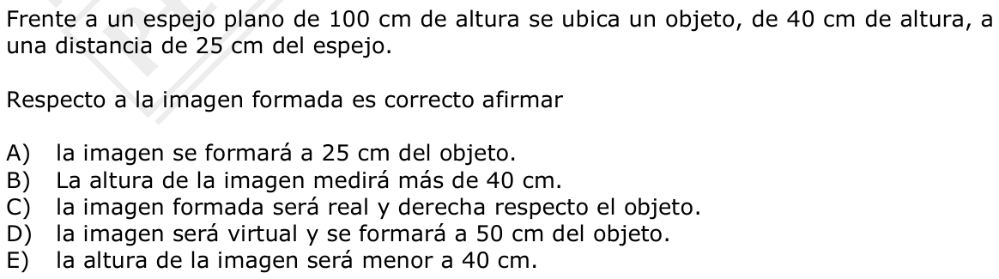 Frente a un espejo plano de 100 cm de altura se ubica un objeto, de 40 cm de altura, a
una distancia de 25 cm del espejo.
Respecto a la imagen formada es correcto afirmar
A) la imagen se formará a 25 cm del objeto.
B) La altura de la imagen medirá más de 40 cm.
C) la imagen formada será real y derecha respecto el objeto.
D) la imagen será virtual y se formará a 50 cm del objeto.
E) la altura de la imagen será menor a 40 cm.